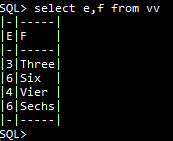 SQL> select e,f from vv
|-|-----|
|E|F    |
|-|-----|
|3|Three|
|6|Six  |
|4|Vier |
|6|Sechs|
|-|-----|
SQL>